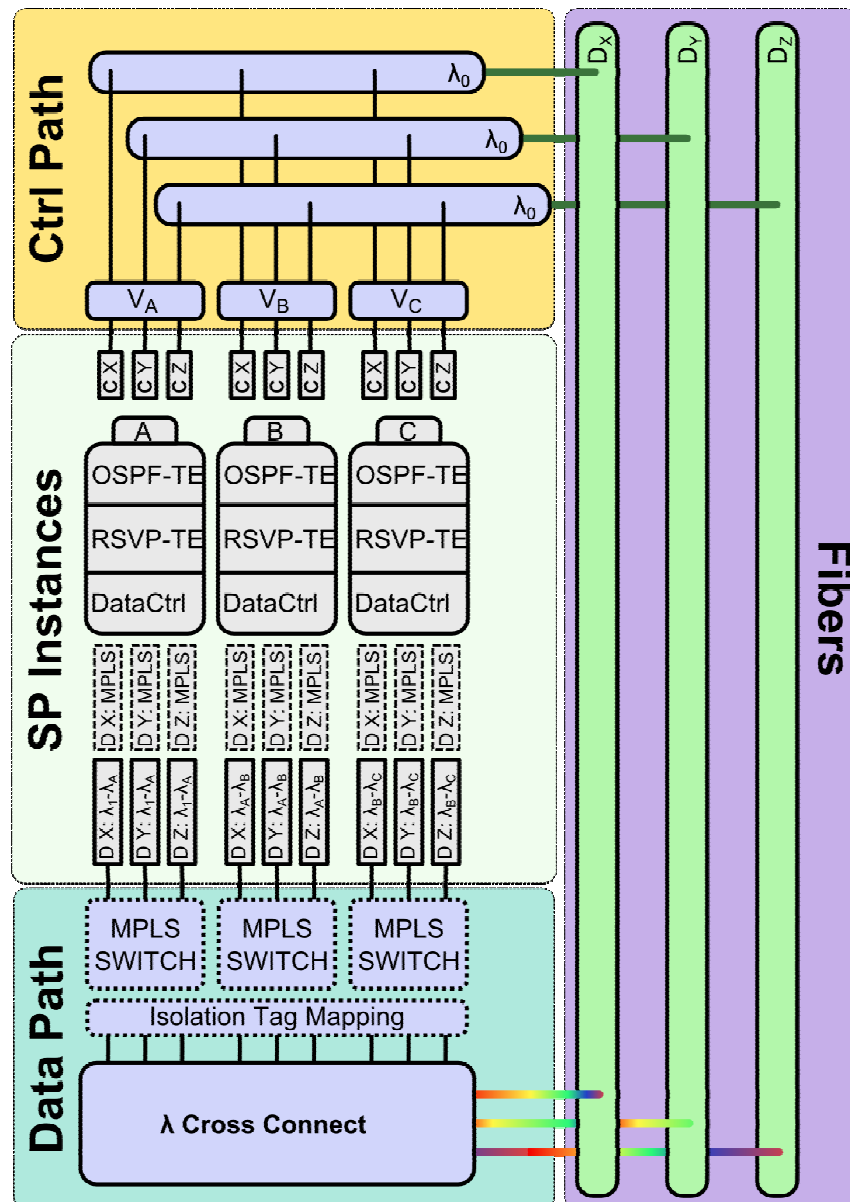 Ctrl Path
λ0
λ0
λ0
VA
VB
VC
C X
C Y
C Z
C X
C Y
C Z
C X
C Y
C Z
SP Instances
A
B
C
OSPF-TE
OSPF-TE
OSPF-TE
RSVP-TE
RSVP-TE
RSVP-TE
DataCtrl
DataCtrl
DataCtrl
D X: MPLS
D Y: MPLS
D Z: MPLS
D X: MPLS
D Y: MPLS
D Z: MPLS
D X: MPLS
D Y: MPLS
D Z: MPLS
D X: λ1-λA
D Y: λ1-λA
D Z: λ1-λA
D X: λA-λB
D Y: λA-λB
D Z: λA-λB
D X: λB-λC
D Y: λB-λC
D Z: λB-λC
Data Path
MPLS
SWITCH
MPLS
SWITCH
MPLS
SWITCH
Isolation Tag Mapping
λ Cross Connect
DX
DY
DZ
Fibers